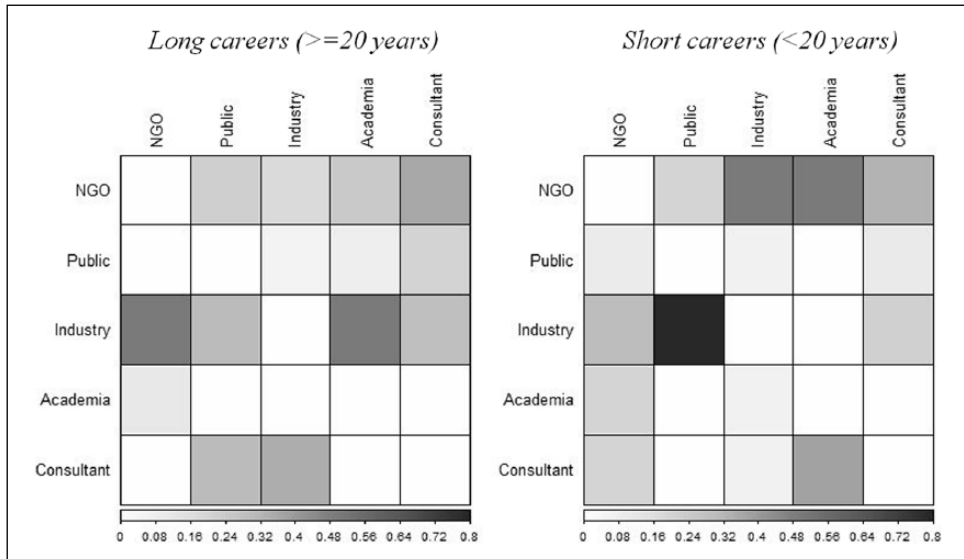 Long careers (>=20 years)
NGO
Public
Industry
Academia
Consultant
NGO
Public
Industry
Academia
Consultant
0 0.08 0.16 0.24 0.32 0.4 0.48 0.56 0.64 0.72 0.8
Short careers (<20 years)
NGO
Public
Industry
Academia
Consultant
NGO
Public
Industry
Academia
Consultant
0 0.08 0.16 0.24 0.32 0.4 0.48 0.56 0.64 0.72 0.8